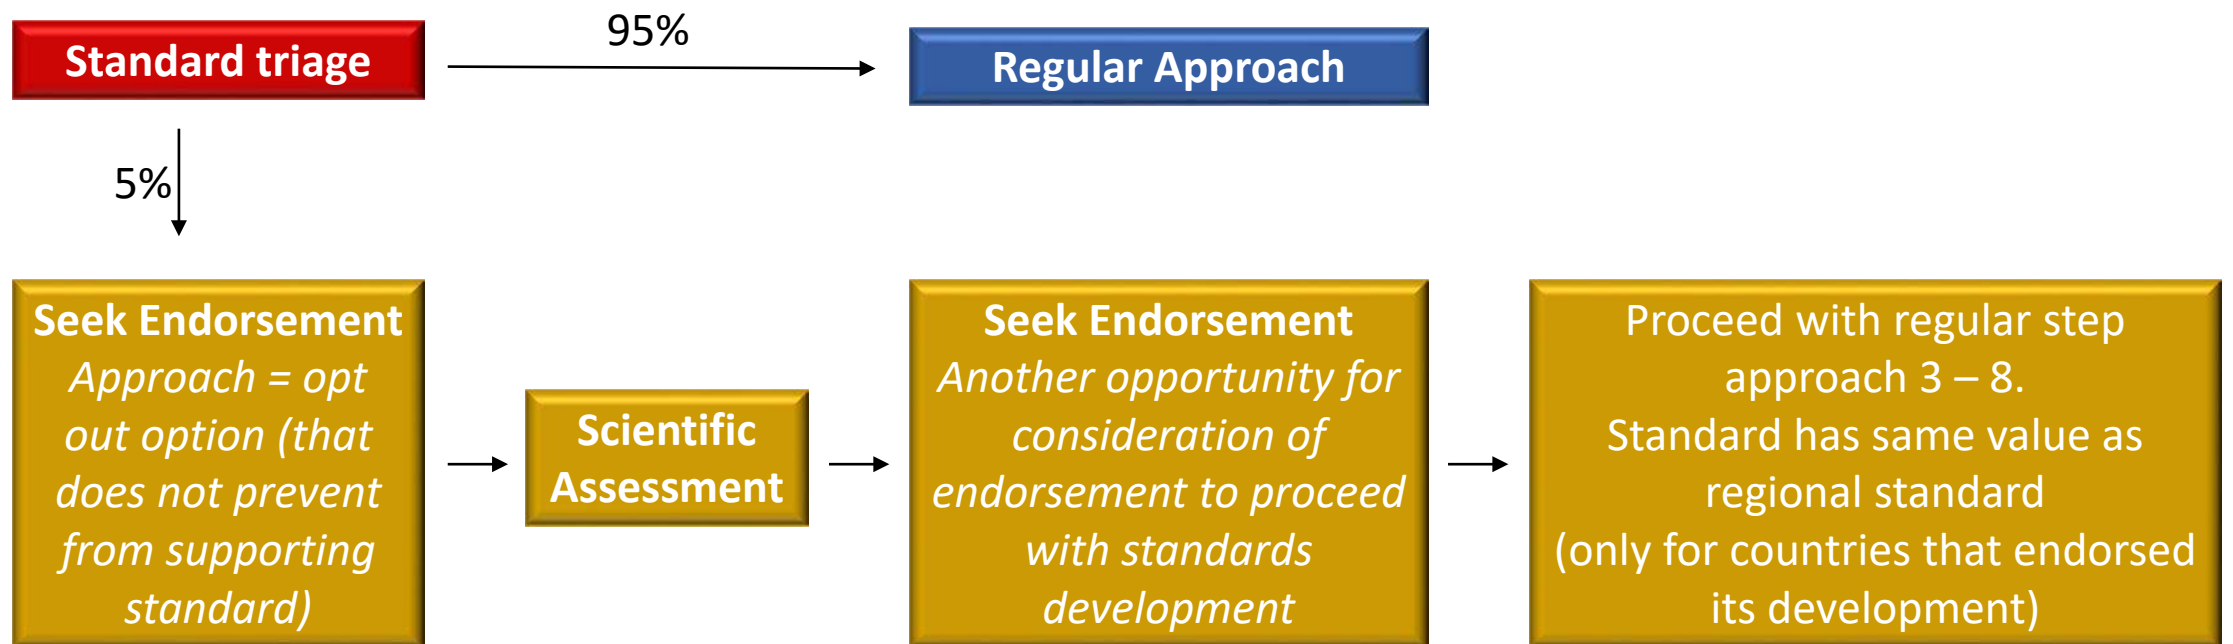 Standard triage
95%
Regular Approach
5%
Seek Endorsement
Approach = opt
out option (that
does not prevent
from supporting
standard)
Scientific
Assessment
Seek Endorsement
Another opportunity for
consideration of
endorsement to proceed
with standards
development
Proceed with regular step
approach 3 – 8.
Standard has same value as
regional standard
(only for countries that endorsed
its development)